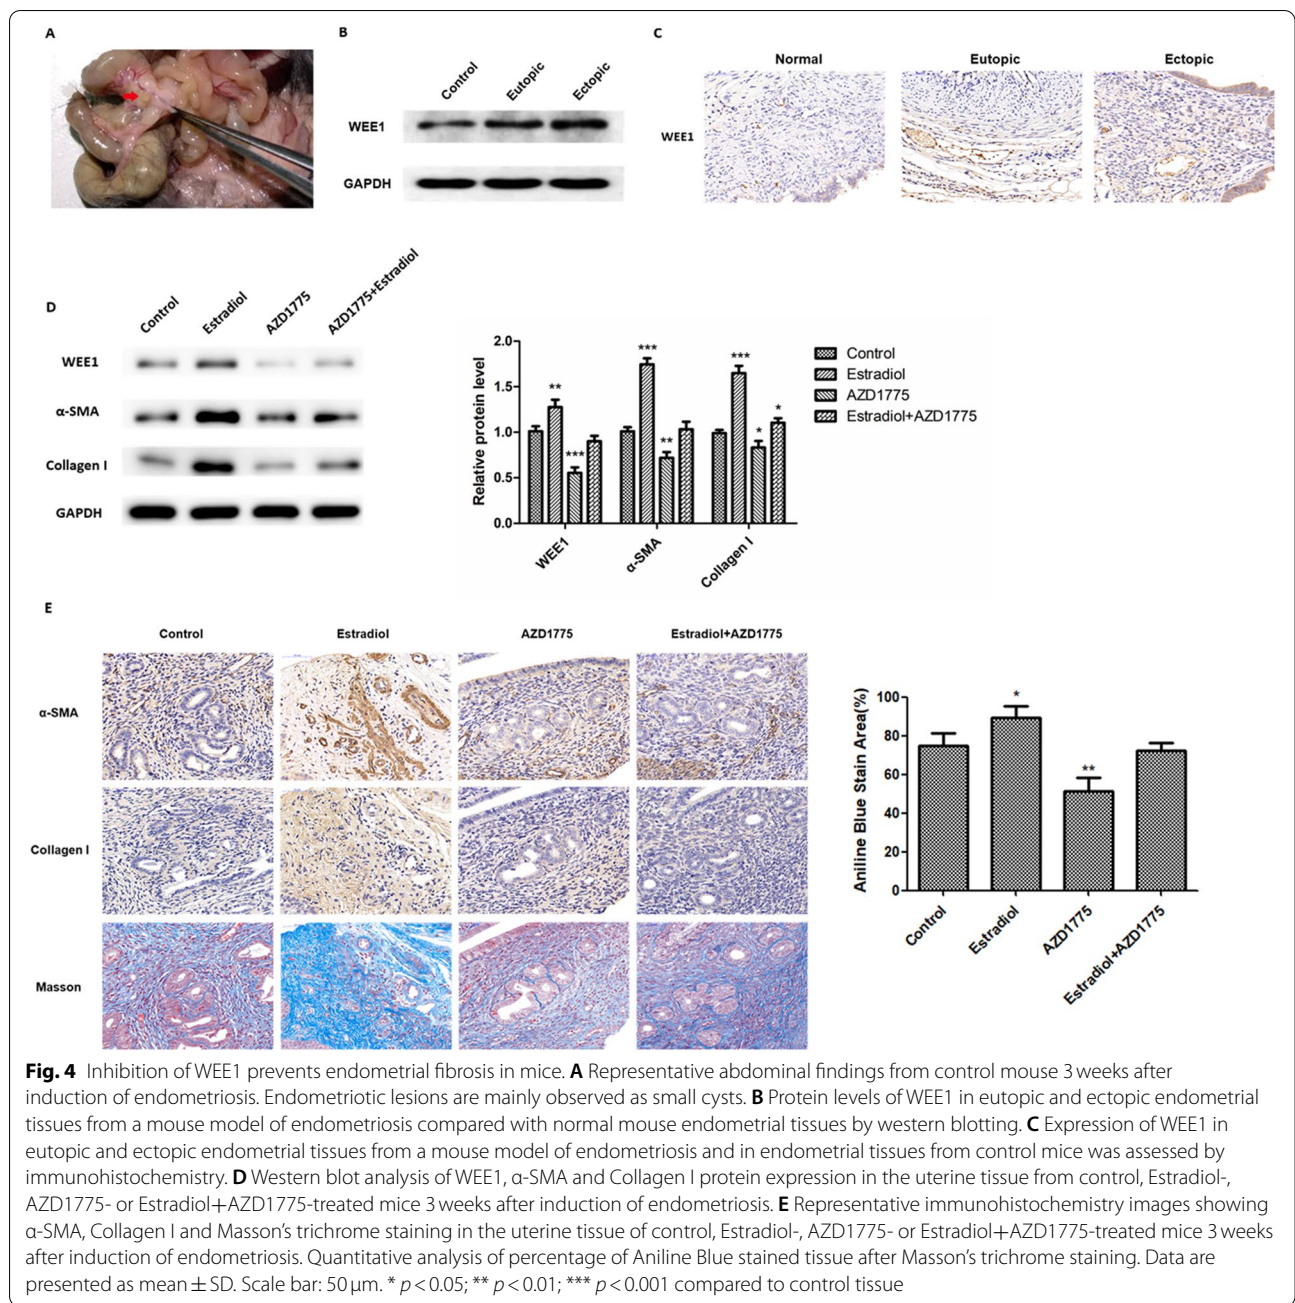 A
B
Control
Eutopic
Ectopic
WEE1
GAPDH
C
Normal
Eutopic
Ectopic
WEE1
D
Control
Estradiol
AZD1775
AZD1775+Estradiol
WEE1
α-SMA
Collagen I
GAPDH
Relative protein level
2.0
1.5
1.0
0.5
0.0
**
***
***
**
***
*
*
WEE1
α-SMA
Collagen I
Control
Estradiol
AZD1775
Estradiol+AZD1775
E
Control
Estradiol
AZD1775
Estradiol+AZD1775
α-SMA
Collagen I
Masson
Aniline Blue Stain Area(%)
100
80
60
40
20
0
*
**
Control
Estradiol
AZD1775
Estradiol+AZD1775
Fig. 4 Inhibition of WEE1 prevents endometrial fibrosis in mice. A Representative abdominal findings from control mouse 3 weeks after
induction of endometriosis. Endometriotic lesions are mainly observed as small cysts. B Protein levels of WEE1 in eutopic and ectopic endometrial
tissues from a mouse model of endometriosis compared with normal mouse endometrial tissues by western blotting. C Expression of WEE1 in
eutopic and ectopic endometrial tissues from a mouse model of endometriosis and in endometrial tissues from control mice was assessed by
immunohistochemistry. D Western blot analysis of WEE1, α-SMA and Collagen I protein expression in the uterine tissue from control, Estradiol-,
AZD1775- or Estradiol+AZD1775-treated mice 3 weeks after induction of endometriosis. E Representative immunohistochemistry images showing
α-SMA, Collagen I and Masson's trichrome staining in the uterine tissue of control, Estradiol-, AZD1775- or Estradiol+AZD1775-treated mice 3 weeks
after induction of endometriosis. Quantitative analysis of percentage of Aniline Blue stained tissue after Masson's trichrome staining. Data are
presented as mean ± SD. Scale bar: 50 μm. * p < 0.05; ** p < 0.01; *** p < 0.001 compared to control tissue